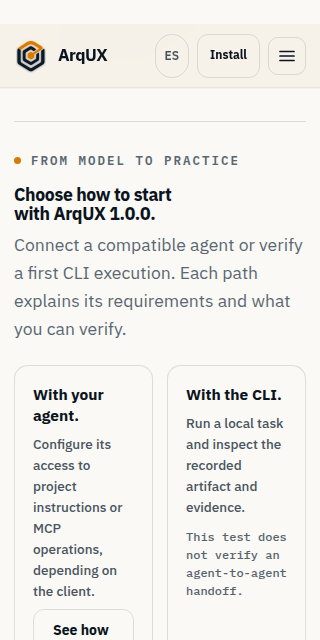 ArqUX
ES
Install
FROM MODEL TO PRACTICE
Choose how to start
with ArqUX 1.0.0.
Connect a compatible agent or verify
a first CLI execution. Each path
explains its requirements and what
you can verify.
With your
agent.
Configure its
access to
project
instructions or
MCP
operations,
depending on
the client.
See how
With the CLI.
Run a local task
and inspect the
recorded
artifact and
evidence.
This test does
not verify an
agent-to-agent
handoff.